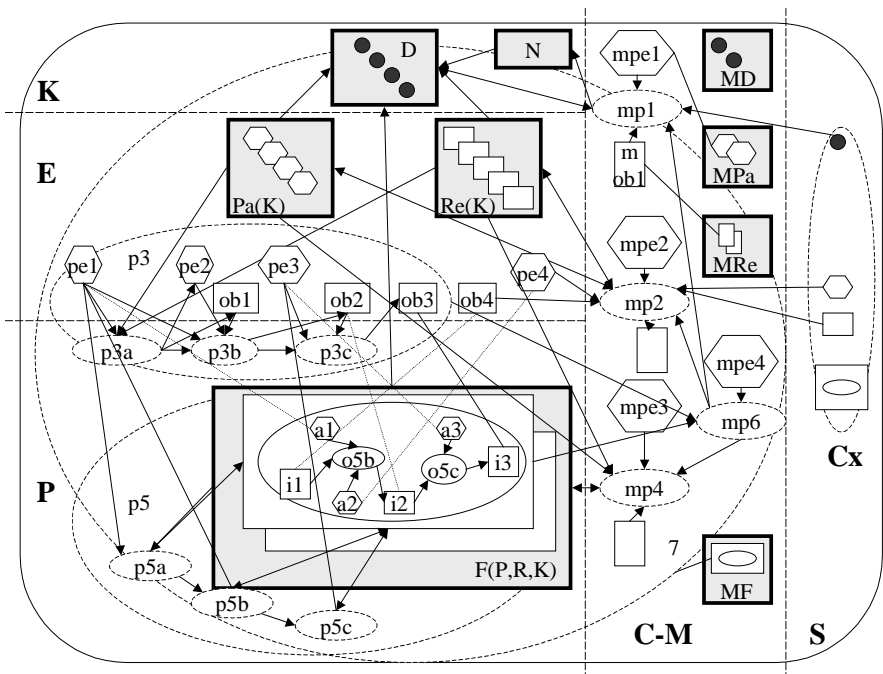 D
N
mpe1
MD
K
mp1
m
ob1
MPa
E
Pa(K)
Re(K)
mpe2
MRe
pe1
p3
pe2
pe3
pe4
ob1
ob2
ob3
ob4
mp2
p3a
p3b
p3c
mpe4
mpe3
mp6
a1
a3
o5b
o5c
i3
i1
a2
i2
Cx
P
p5
mp4
7
p5a
F(P,R,K)
MF
p5b
p5c
C-M
S